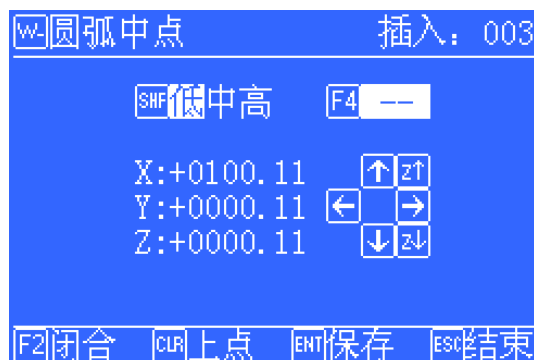 W-圆弧中点 插入: 003
SHF低中高 F4 --
X:+0100.11 ↑ Z↑
Y:+0000.11 ← →
Z:+0000.11 ↓ Z↓
F2闭合 CLR上点 ENT保存 ESC结束